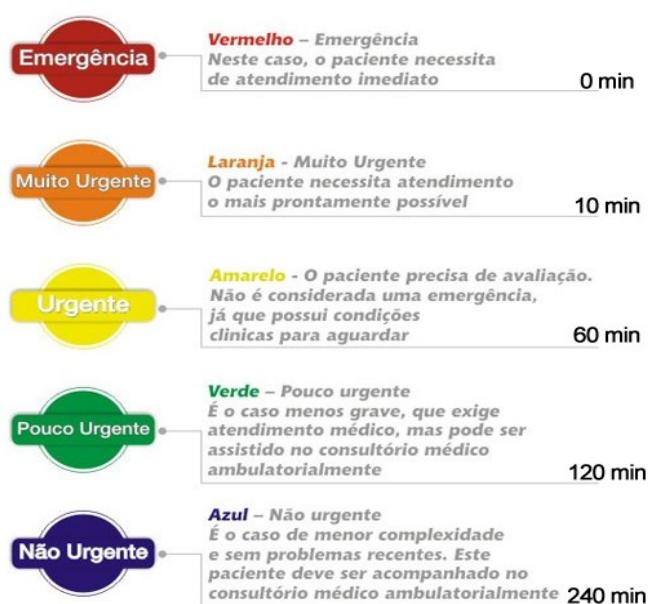 Emergência
Vermelho – Emergência
Neste caso, o paciente necessita
de atendimento imediato
0 min
Muito Urgente
Laranja - Muito Urgente
O paciente necessita atendimento
o mais prontamente possível
10 min
Urgente
Amarelo - O paciente precisa de avaliação.
Não é considerada uma emergência,
já que possui condições
clinicas para aguardar
60 min
Pouco Urgente
Verde – Pouco urgente
É o caso menos grave, que exige
atendimento médico, mas pode ser
assistido no consultório médico
ambulatorialmente
120 min
Não Urgente
Azul – Não urgente
É o caso de menor complexidade
e sem problemas recentes. Este
paciente deve ser acompanhado no
consultório médico ambulatorialmente
240 min